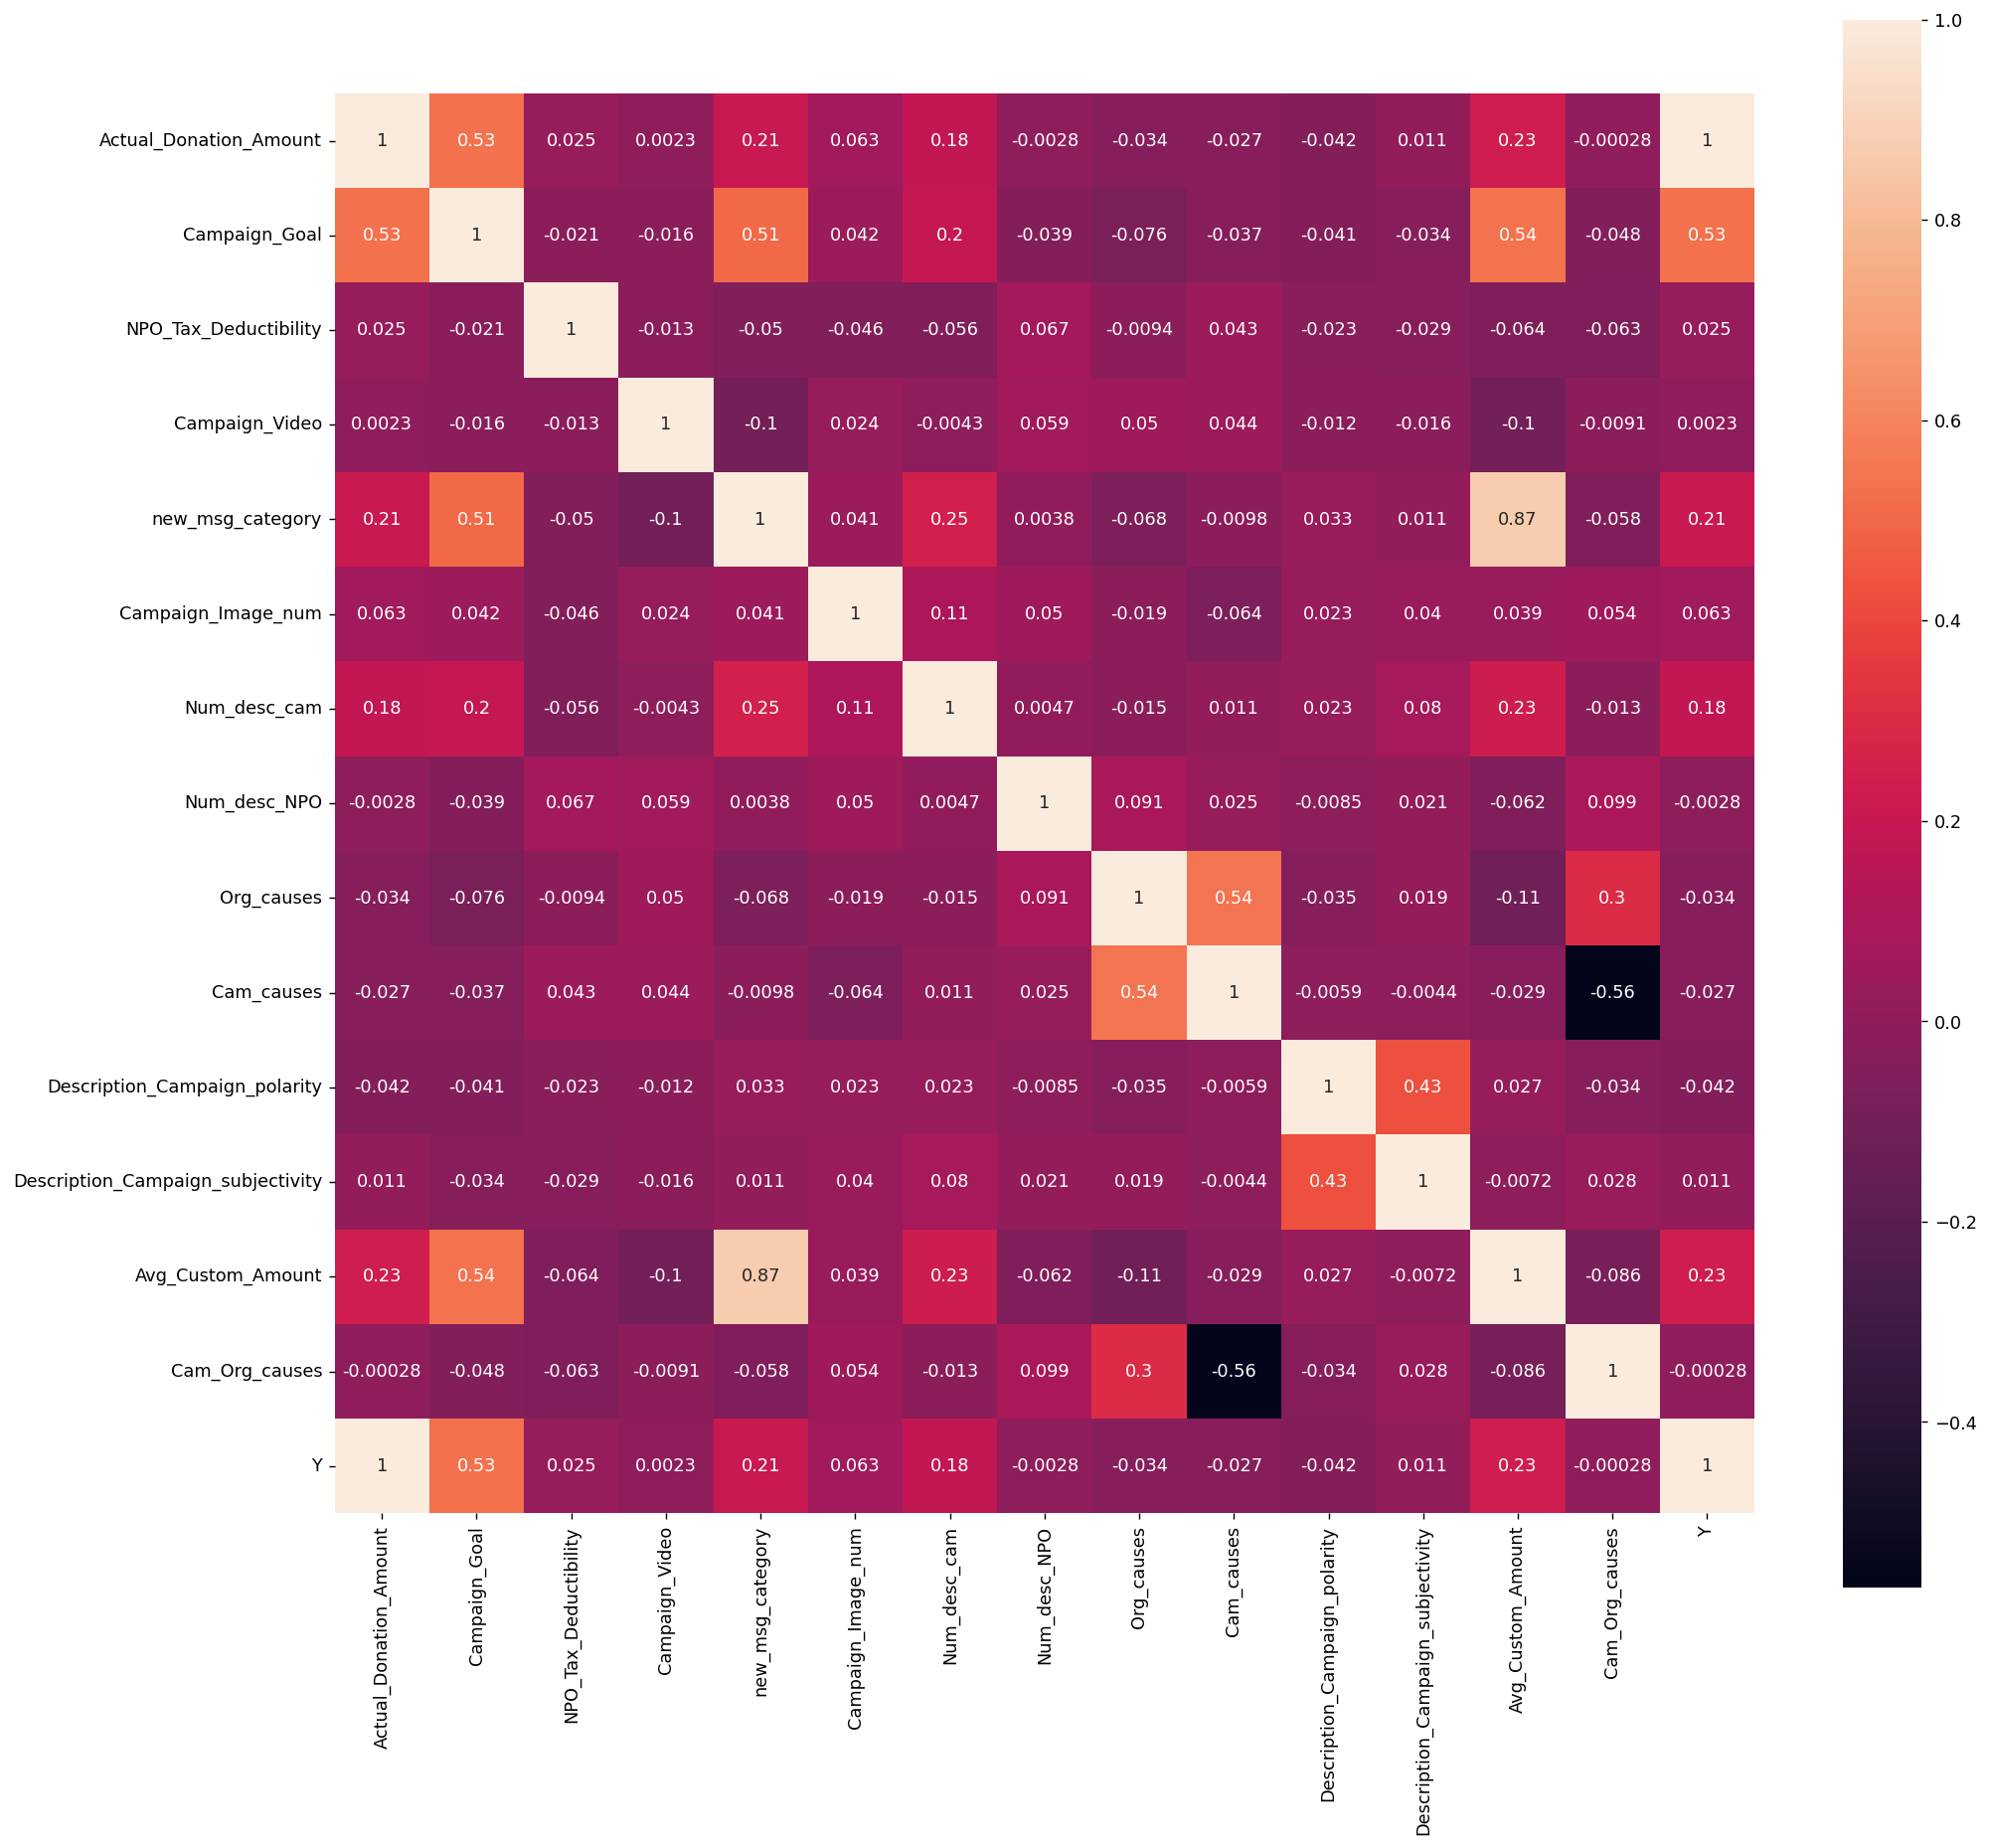 1.0
Actual_Donation_Amount 1 0.53 0.025 0.0023 0.21 0.063 0.18 -0.0028 -0.034 -0.027 -0.042 0.011 0.23 -0.00028 1
0.8
Campaign_Goal 0.53 1 -0.021 -0.016 0.51 0.042 0.2 -0.039 -0.076 -0.037 -0.041 -0.034 0.54 -0.048 0.53
NPO_Tax_Deductibility 0.025 -0.021 1 -0.013 -0.05 -0.046 -0.056 0.067 -0.0094 0.043 -0.023 -0.029 -0.064 -0.063 0.025
Campaign_Video 0.0023 -0.016 -0.013 1 -0.1 0.024 -0.0043 0.059 0.05 0.044 -0.012 -0.016 -0.1 -0.0091 0.0023
0.6
new_msg_category 0.21 0.51 -0.05 -0.1 1 0.041 0.25 0.0038 -0.068 -0.0098 0.033 0.011 0.87 -0.058 0.21
Campaign_Image_num 0.063 0.042 -0.046 0.024 0.041 1 0.11 0.05 -0.019 -0.064 0.023 0.04 0.039 0.054 0.063
0.4
Num_desc_cam 0.18 0.2 -0.056 -0.0043 0.25 0.11 1 0.0047 -0.015 0.011 0.023 0.08 0.23 -0.013 0.18
Num_desc_NPO -0.0028 -0.039 0.067 0.059 0.0038 0.05 0.0047 1 0.091 0.025 -0.0085 0.021 -0.062 0.099 -0.0028
0.2
Org_causes -0.034 -0.076 -0.0094 0.05 -0.068 -0.019 -0.015 0.091 1 0.54 -0.035 0.019 -0.11 0.3 -0.034
Cam_causes -0.027 -0.037 0.043 0.044 -0.0098 -0.064 0.011 0.025 0.54 1 -0.0059 -0.0044 -0.029 -0.56 -0.027
0.0
Description_Campaign_polarity -0.042 -0.041 -0.023 -0.012 0.033 0.023 0.023 -0.0085 -0.035 -0.0059 1 0.43 0.027 -0.034 -0.042
Description_Campaign_subjectivity 0.011 -0.034 -0.029 -0.016 0.011 0.04 0.08 0.021 0.019 -0.0044 0.43 1 -0.0072 0.028 0.011
−0.2
Avg_Custom_Amount 0.23 0.54 -0.064 -0.1 0.87 0.039 0.23 -0.062 -0.11 -0.029 0.027 -0.0072 1 -0.086 0.23
Cam_Org_causes -0.00028 -0.048 -0.063 -0.0091 -0.058 0.054 -0.013 0.099 0.3 -0.56 -0.034 0.028 -0.086 1 -0.00028
−0.4
Y 1 0.53 0.025 0.0023 0.21 0.063 0.18 -0.0028 -0.034 -0.027 -0.042 0.011 0.23 -0.00028 1
Actual_Donation_Amount
Campaign_Goal
NPO_Tax_Deductibility
Campaign_Video
new_msg_category
Campaign_Image_num
Num_desc_cam
Num_desc_NPO
Org_causes
Cam_causes
Description_Campaign_polarity
Description_Campaign_subjectivity
Avg_Custom_Amount
Cam_Org_causes
Y